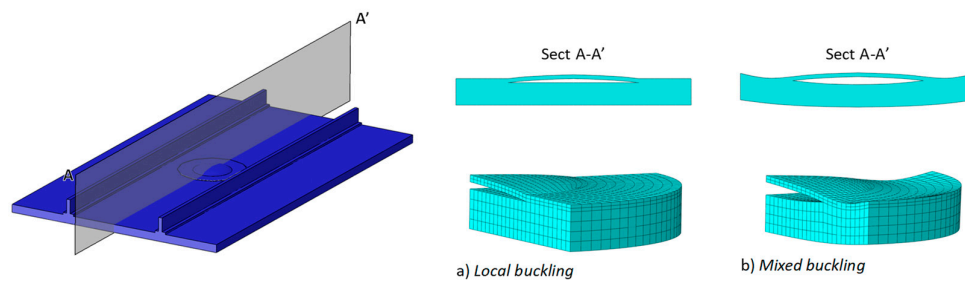 A'
A
Sect A-A'
Sect A-A'
a) Local buckling
b) Mixed buckling